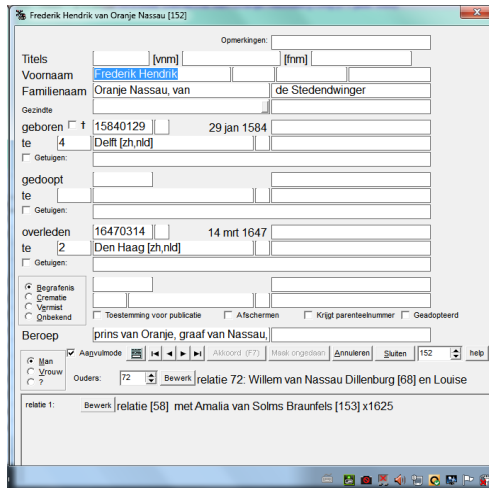 Frederik Hendrik van Oranje Nassau [152]
Opmerkingen:
Titels [vnm] [fnm]
Voornaam Frederik Hendrik
Familienaam Oranje Nassau, van de Stedendwinger
Gezindte
geboren † 15840129 29 jan 1584
te 4 Delft [zh,nld]
Getuigen:
gedoopt
te
Getuigen:
overleden 16470314 14 mrt 1647
te 2 Den Haag [zh,nld]
Getuigen:
Begrafenis
Crematie
Vermist
Onbekend
Toestemming voor publicatie Afschermen Krijgt parenteelnummer Geadopteerd
Beroep prins van Oranje, graaf van Nassau,
Man
Vrouw
?
Aanvulmode Akkoord (F7) Maak ongedaan Annuleren Sluiten 152 help
Ouders: 72 Bewerk relatie 72: Willem van Nassau Dillenburg [68] en Louise
relatie 1: Bewerk relatie [58] met Amalia van Solms Braunfels [153] x1625